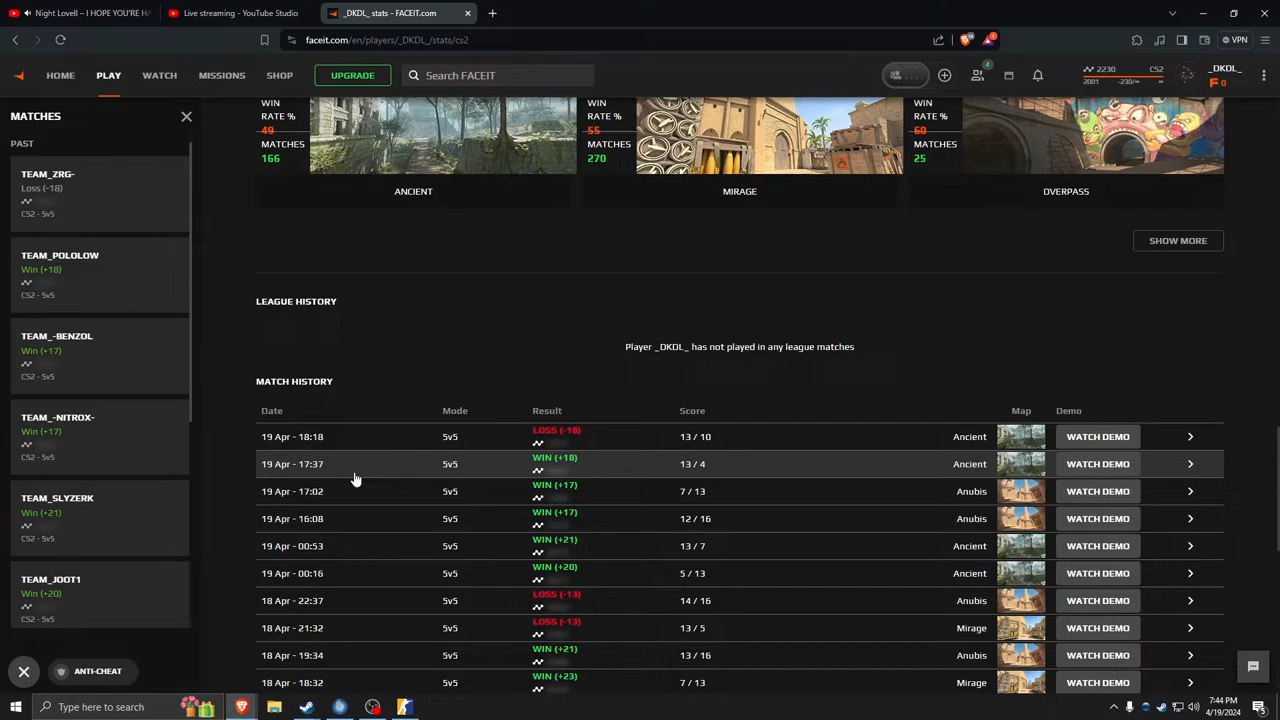 Night Lovell – I HOPE YOU'RE HA
Live streaming - YouTube Studio
_DKDL_ stats - FACEIT.com
faceit.com/en/players/_DKDL_/stats/cs2
VPN
HOME
PLAY
WATCH
MISSIONS
SHOP
UPGRADE
Search FACEIT
4
2230
CS2
2001
-230/∞
_DKDL_
F 0
MATCHES
PAST
TEAM_ZRG-
Loss (-18)
CS2 - 5v5
TEAM_POLOLOW
Win (+18)
CS2 - 5v5
TEAM_-BENZOL
Win (+17)
CS2 - 5v5
TEAM_-NITROX-
Win (+17)
CS2 - 5v5
TEAM_SLYZERK
Win (+21)
CS2 - 5v5
TEAM_JOOT1
Win (+20)
ANTI-CHEAT
WIN RATE %
49
MATCHES
166
ANCIENT
WIN RATE %
55
MATCHES
270
MIRAGE
WIN RATE %
60
MATCHES
25
OVERPASS
SHOW MORE
LEAGUE HISTORY
Player _DKDL_ has not played in any league matches
MATCH HISTORY
Date Mode Result Score Map Demo
19 Apr - 18:18 5v5 LOSS (-18) 13 / 10 Ancient WATCH DEMO
19 Apr - 17:37 5v5 WIN (+18) 13 / 4 Ancient WATCH DEMO
19 Apr - 17:02 5v5 WIN (+17) 7 / 13 Anubis WATCH DEMO
19 Apr - 16:08 5v5 WIN (+17) 12 / 16 Anubis WATCH DEMO
19 Apr - 00:53 5v5 WIN (+21) 13 / 7 Ancient WATCH DEMO
19 Apr - 00:16 5v5 WIN (+20) 5 / 13 Ancient WATCH DEMO
18 Apr - 22:37 5v5 LOSS (-13) 14 / 16 Anubis WATCH DEMO
18 Apr - 21:32 5v5 LOSS (-13) 13 / 5 Mirage WATCH DEMO
18 Apr - 19:34 5v5 WIN (+21) 13 / 16 Anubis WATCH DEMO
18 Apr - 18:32 5v5 WIN (+23) 7 / 13 Mirage WATCH DEMO
Type here to search
7:44 PM
4/19/2024